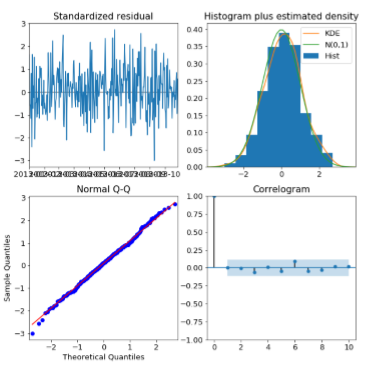 Standardized residual
Histogram plus estimated density
3
2
1
0
−1
−2
−3
0.40
0.35
0.30
0.25
0.20
0.15
0.10
0.05
0.00
KDE
N(0,1)
Hist
−2 0 2
Normal Q-Q
Correlogram
Sample Quantiles
3
2
1
0
−1
−2
−3
−2 −1 0 1 2
Theoretical Quantiles
1.00
0.75
0.50
0.25
0.00
−0.25
−0.50
−0.75
−1.00
0 2 4 6 8 10